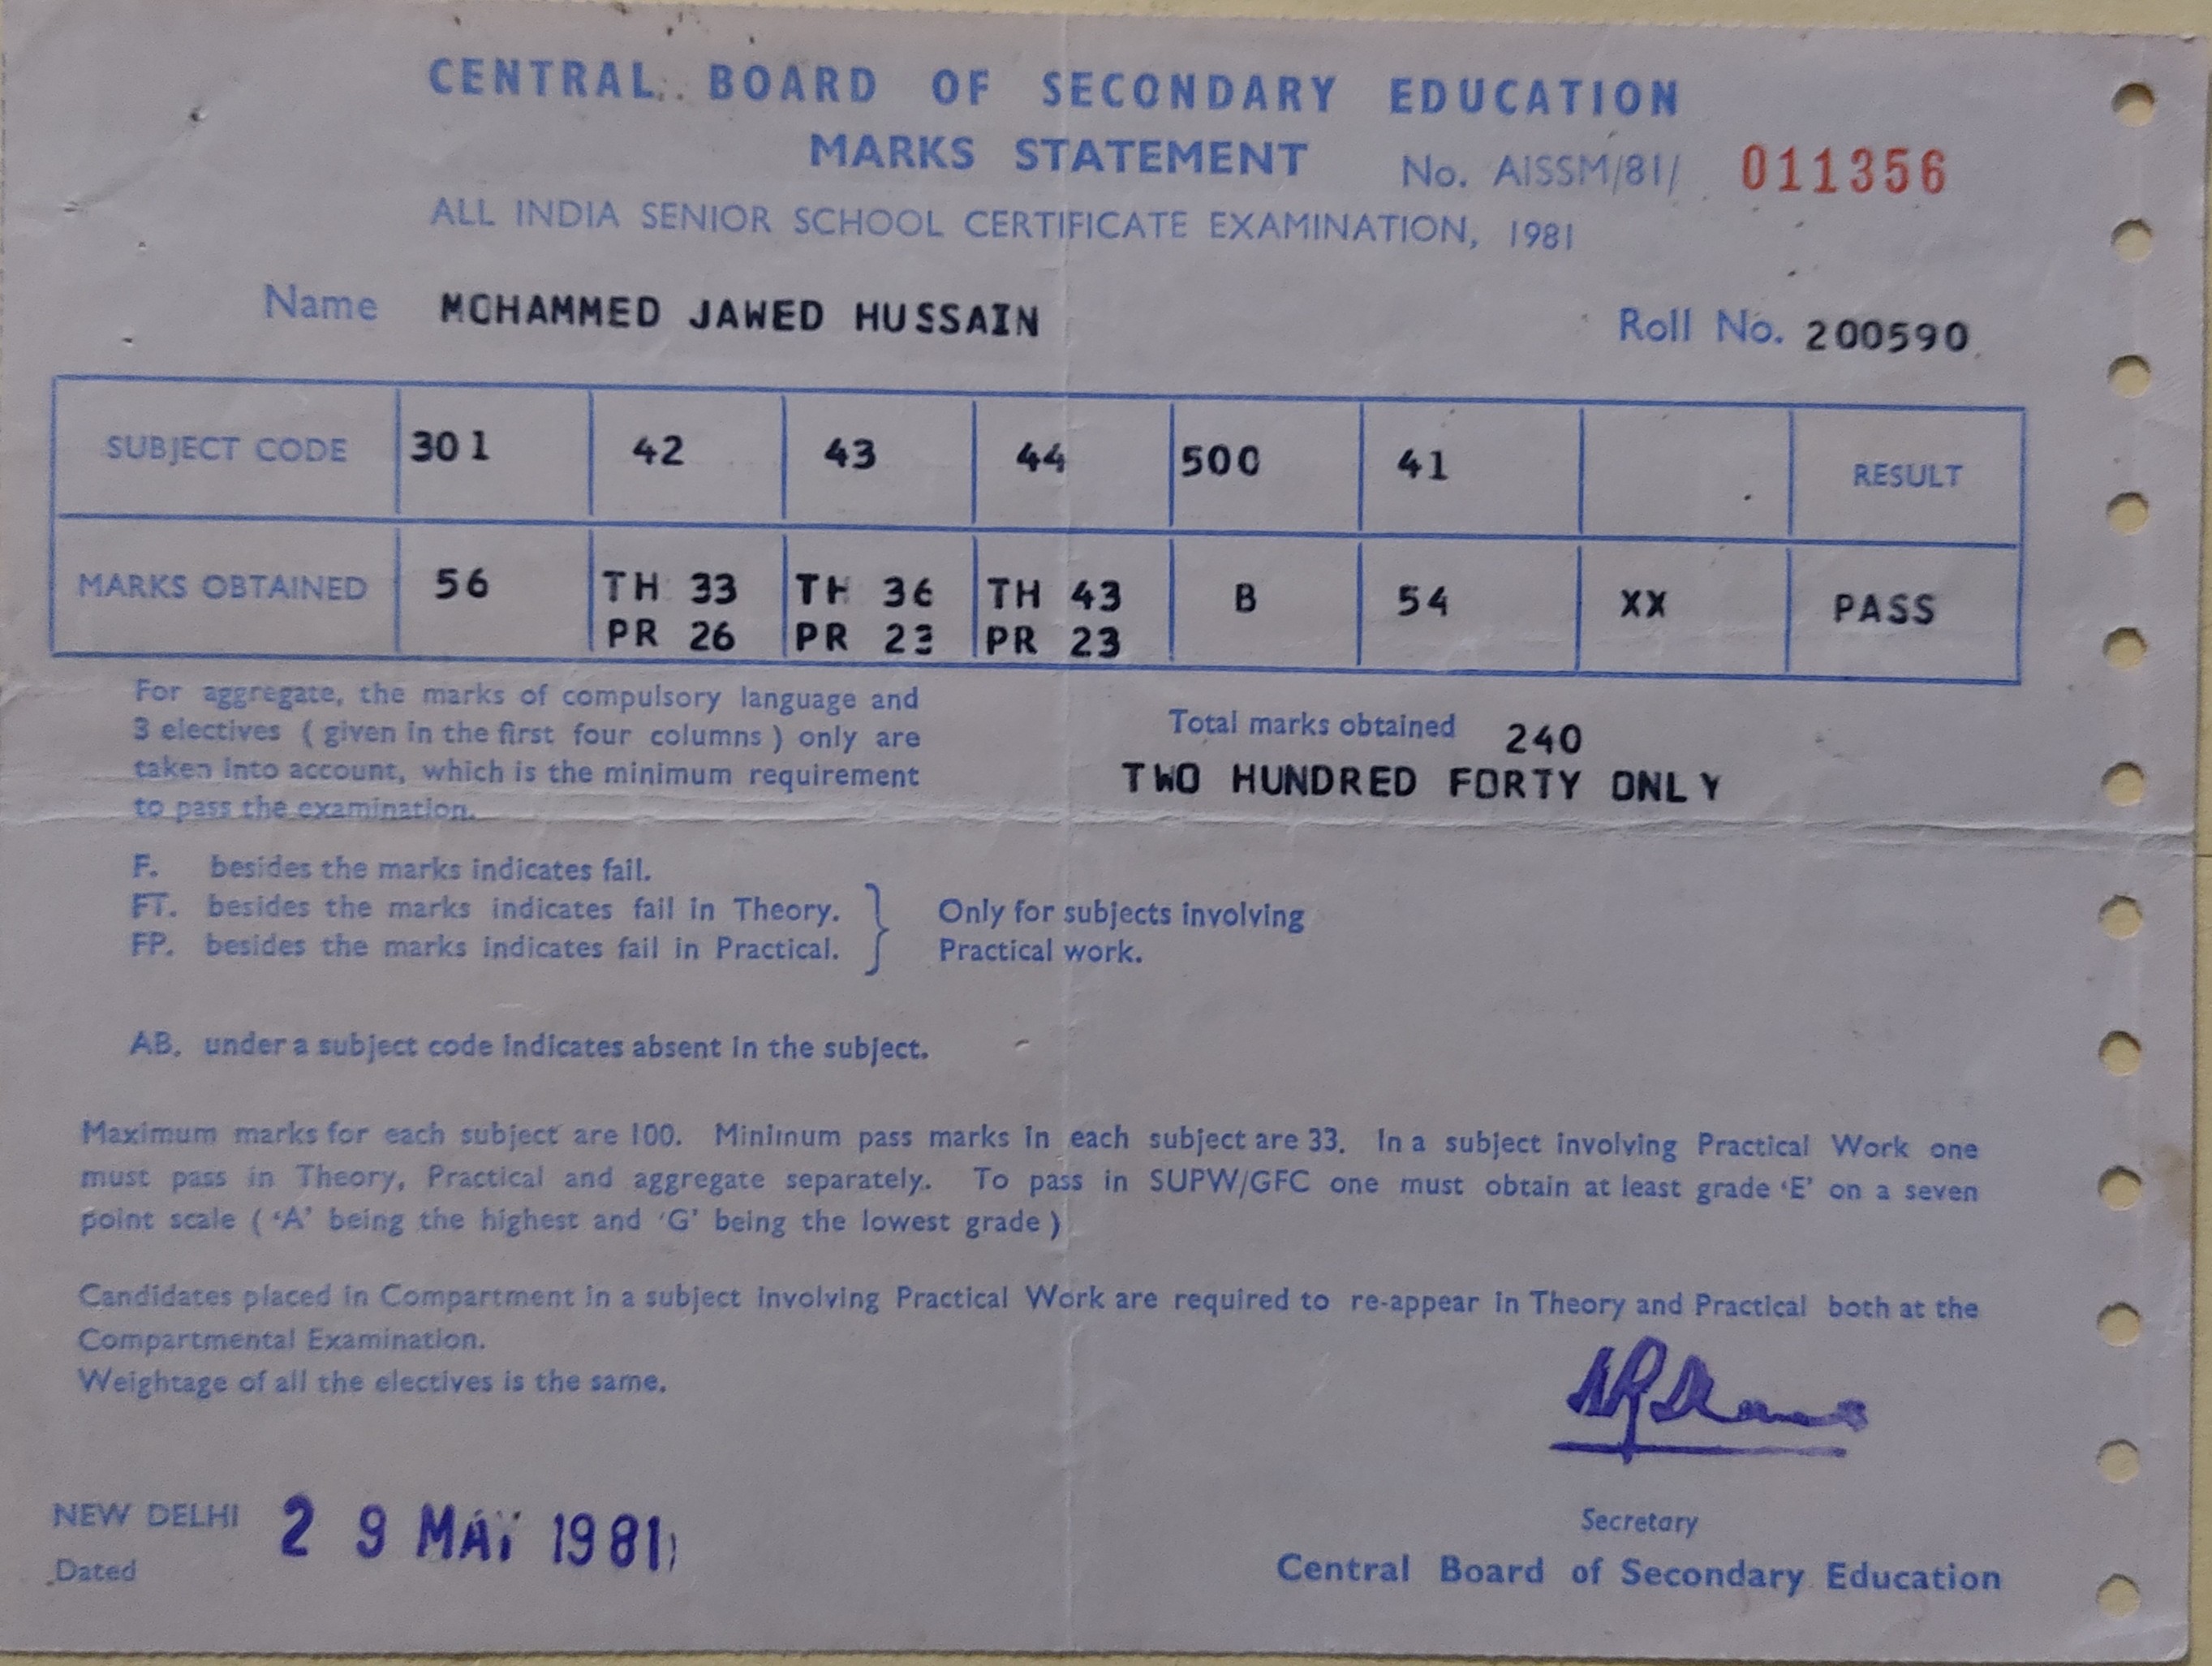 CENTRAL BOARD OF SECONDARY EDUCATION
MARKS STATEMENT No. AISSM/81/ 011356
ALL INDIA SENIOR SCHOOL CERTIFICATE EXAMINATION, 1981
Name MOHAMMED JAWED HUSSAIN Roll No. 200590
SUBJECT CODE 301 42 43 44 500 41 RESULT
MARKS OBTAINED 56 TH 33 TH 36 TH 43 B 54 XX PASS
PR 26 PR 23 PR 23
For aggregate, the marks of compulsory language and
3 electives ( given in the first four columns ) only are
taken into account, which is the minimum requirement
to pass the examination.
Total marks obtained 240
TWO HUNDRED FORTY ONLY
F. besides the marks indicates fail.
FT. besides the marks indicates fail in Theory.
FP. besides the marks indicates fail in Practical.
Only for subjects involving
Practical work.
AB. under a subject code indicates absent in the subject.
Maximum marks for each subject are 100. Minimum pass marks in each subject are 33. In a subject involving Practical Work one
must pass in Theory, Practical and aggregate separately. To pass in SUPW/GFC one must obtain at least grade ‘E’ on a seven
point scale ( ‘A’ being the highest and ‘G’ being the lowest grade )
Candidates placed in Compartment in a subject involving Practical Work are required to re-appear in Theory and Practical both at the
Compartmental Examination.
Weightage of all the electives is the same.
NEW DELHI
Dated 29 MAY 1981
Secretary
Central Board of Secondary Education